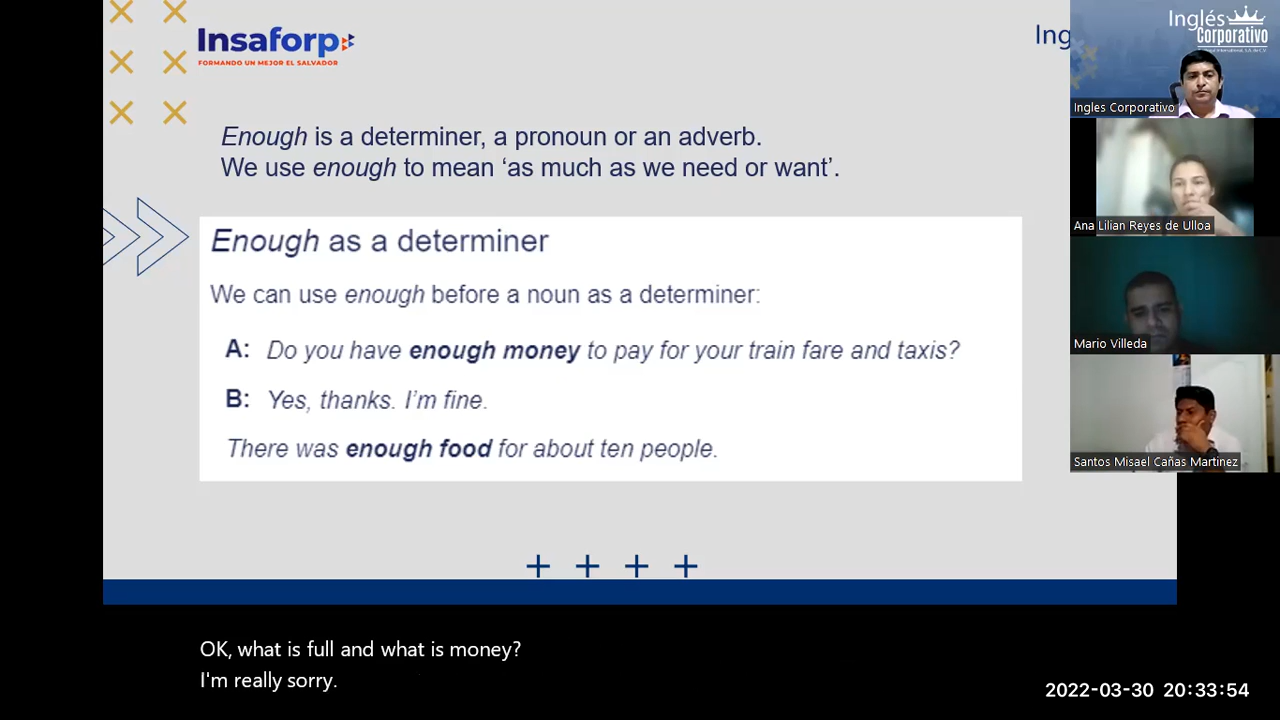 Insaforp
FORMANDO UN MEJOR EL SALVADOR
Ing
Enough is a determiner, a pronoun or an adverb.
We use enough to mean ‘as much as we need or want’.
Enough as a determiner
We can use enough before a noun as a determiner:
A: Do you have enough money to pay for your train fare and taxis?
B: Yes, thanks. I’m fine.
There was enough food for about ten people.
Inglés
Corporativo
Ingles Corporativo
Ana Lilian Reyes de Ulloa
Mario Villeda
Santos Misael Cañas Martinez
OK, what is full and what is money?
I'm really sorry.
2022-03-30 20:33:54